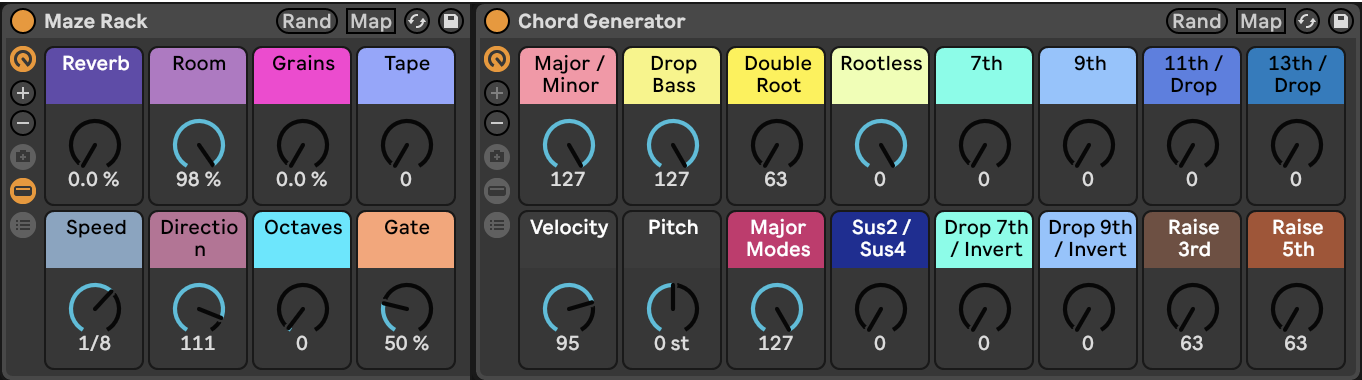 Maze Rack Rand Map
Reverb Room Grains Tape
0.0 % 98 % 0.0 % 0
Speed Directio Octaves Gate
n
1/8 111 0 50 %
Chord Generator Rand Map
Major / Drop Double Rootless 7th 9th 11th / 13th /
Minor Bass Root Drop Drop
127 127 63 0 0 0 0 0
Velocity Pitch Major Sus2 / Drop 7th Drop 9th Raise Raise
Modes Sus4 / Invert / Invert 3rd 5th
95 0 st 127 0 0 0 63 63